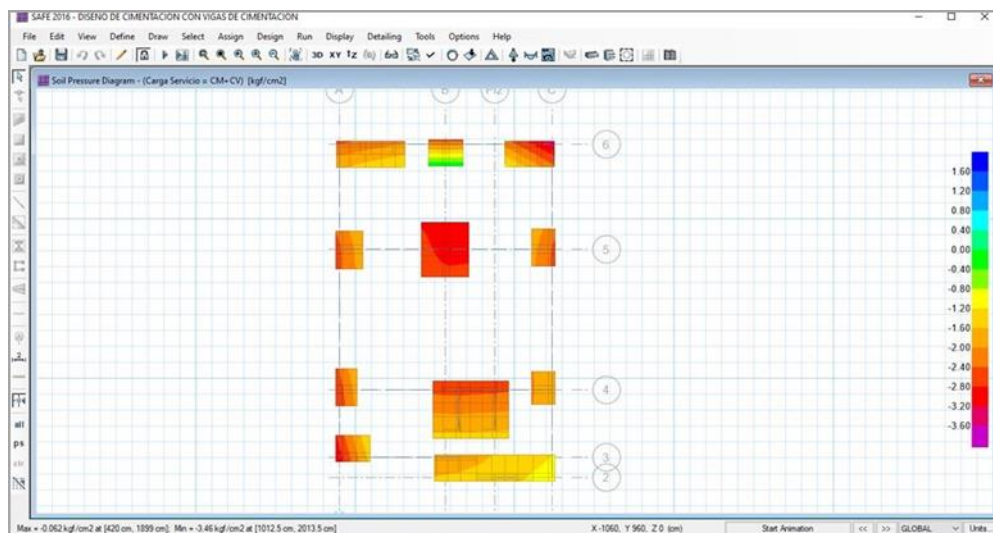 SAFE 2016 - DISEÑO DE CIMENTACION CON VIGAS DE CIMENTACION
File Edit View Define Draw Select Assign Design Run Display Detailing Tools Options Help
3D XY
Soil Pressure Diagram - (Carga Servicio = CM+CV) [kgf/cm2]
A B C
6
5
4
3
2
1.60
1.20
0.80
0.40
0.00
-0.40
-0.80
-1.20
-1.60
-2.00
-2.40
-2.80
-3.20
-3.60
all
ps
clr
Max = -0.062 kgf/cm2 at [420 cm, 1899 cm]; Min = -3.46 kgf/cm2 at [1012.5 cm, 2013.5 cm] X -1060, Y 960, Z 0 (cm) Start Animation << >> GLOBAL Units...